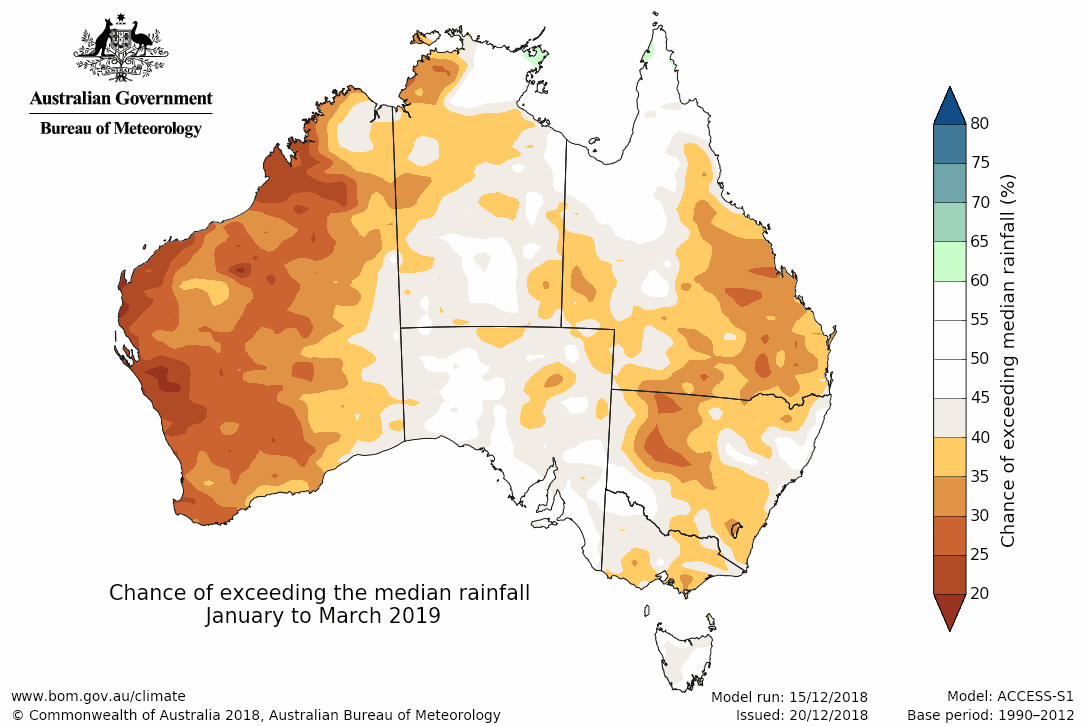 AUSTRALIA
Australian Government
Bureau of Meteorology
80
75
70
65
60
55
50
45
40
35
30
25
20
Chance of exceeding median rainfall (%)
Chance of exceeding the median rainfall
January to March 2019
www.bom.gov.au/climate
© Commonwealth of Australia 2018, Australian Bureau of Meteorology
Model run: 15/12/2018
Issued: 20/12/2018
Model: ACCESS-S1
Base period: 1990–2012